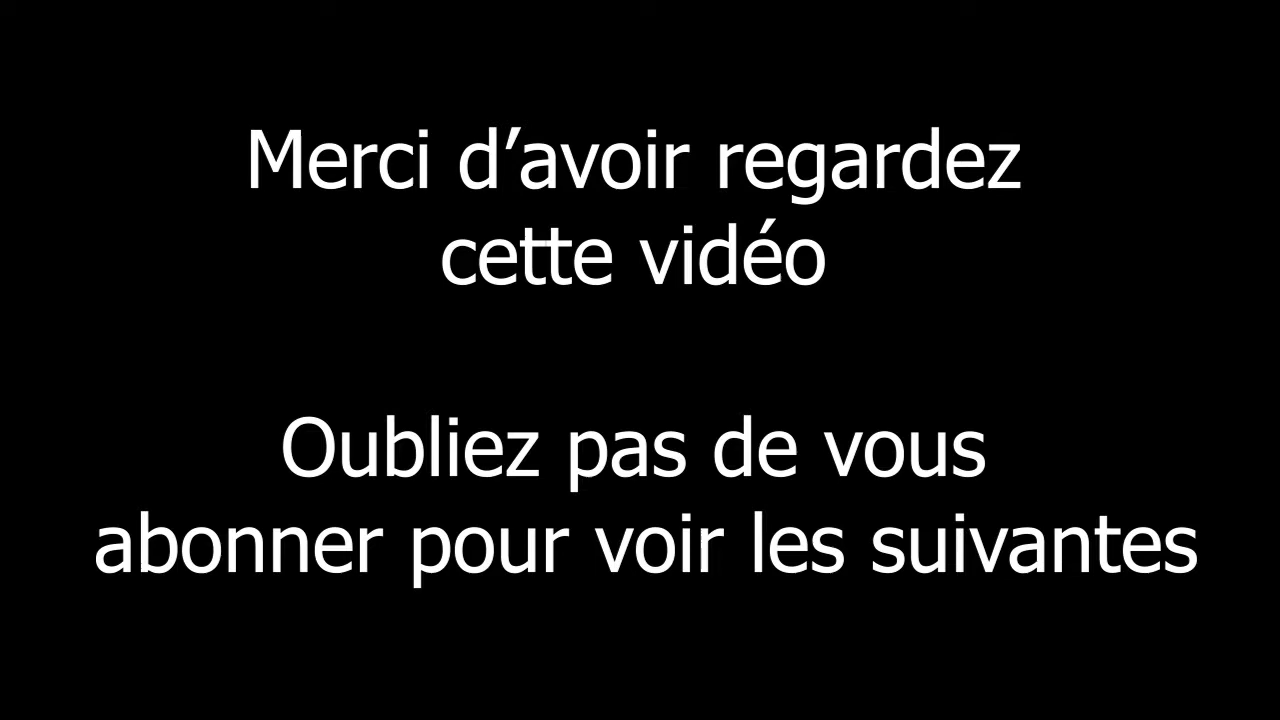 Merci d’avoir regardez
cette vidéo
Oubliez pas de vous
abonner pour voir les suivantes